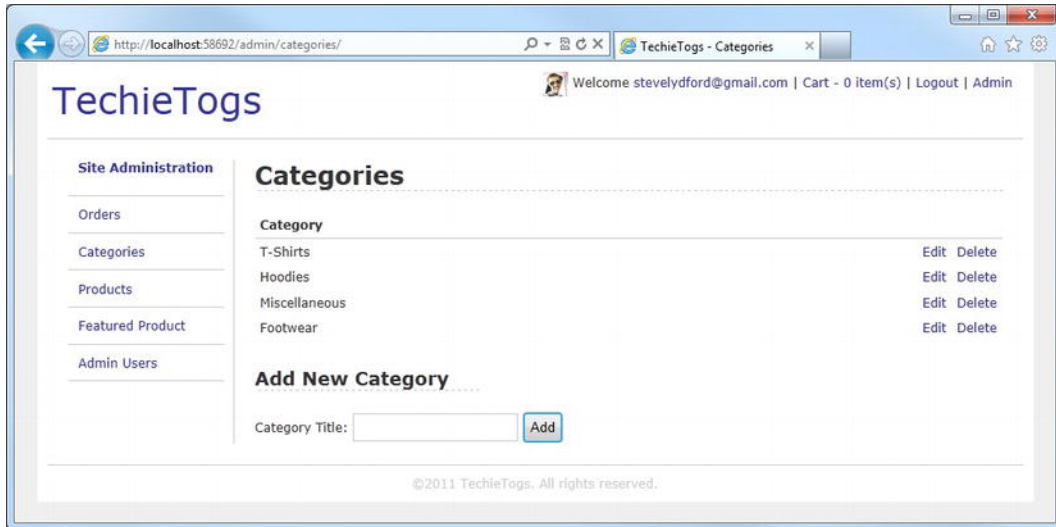 http://localhost:58692/admin/categories/
TechieTogs - Categories
TechieTogs
Welcome stevelydford@gmail.com | Cart - 0 item(s) | Logout | Admin
Site Administration
Orders
Categories
Products
Featured Product
Admin Users
Categories
Category
T-Shirts Edit Delete
Hoodies Edit Delete
Miscellaneous Edit Delete
Footwear Edit Delete
Add New Category
Category Title: Add
©2011 TechieTogs. All rights reserved.